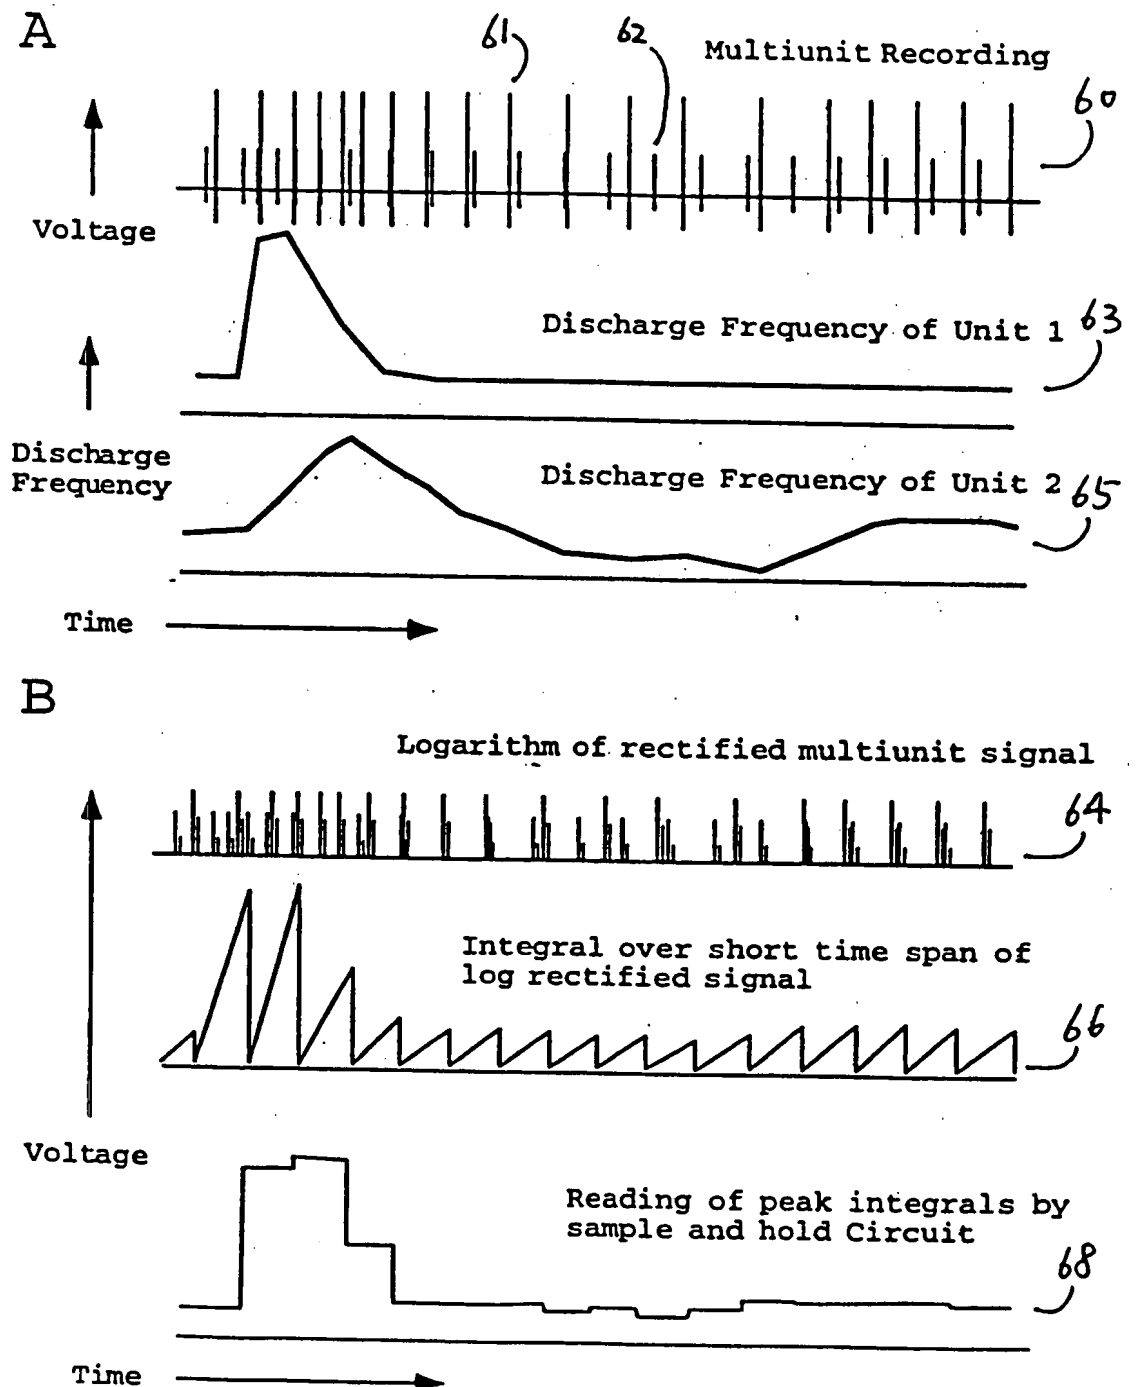 A
61
62
Multiunit Recording
60
Voltage
Discharge Frequency of Unit 1
63
Discharge
Frequency
Discharge Frequency of Unit 2
65
Time
B
Logarithm of rectified multiunit signal
64
Integral over short time span of
log rectified signal
66
Voltage
Reading of peak integrals by
sample and hold Circuit
68
Time